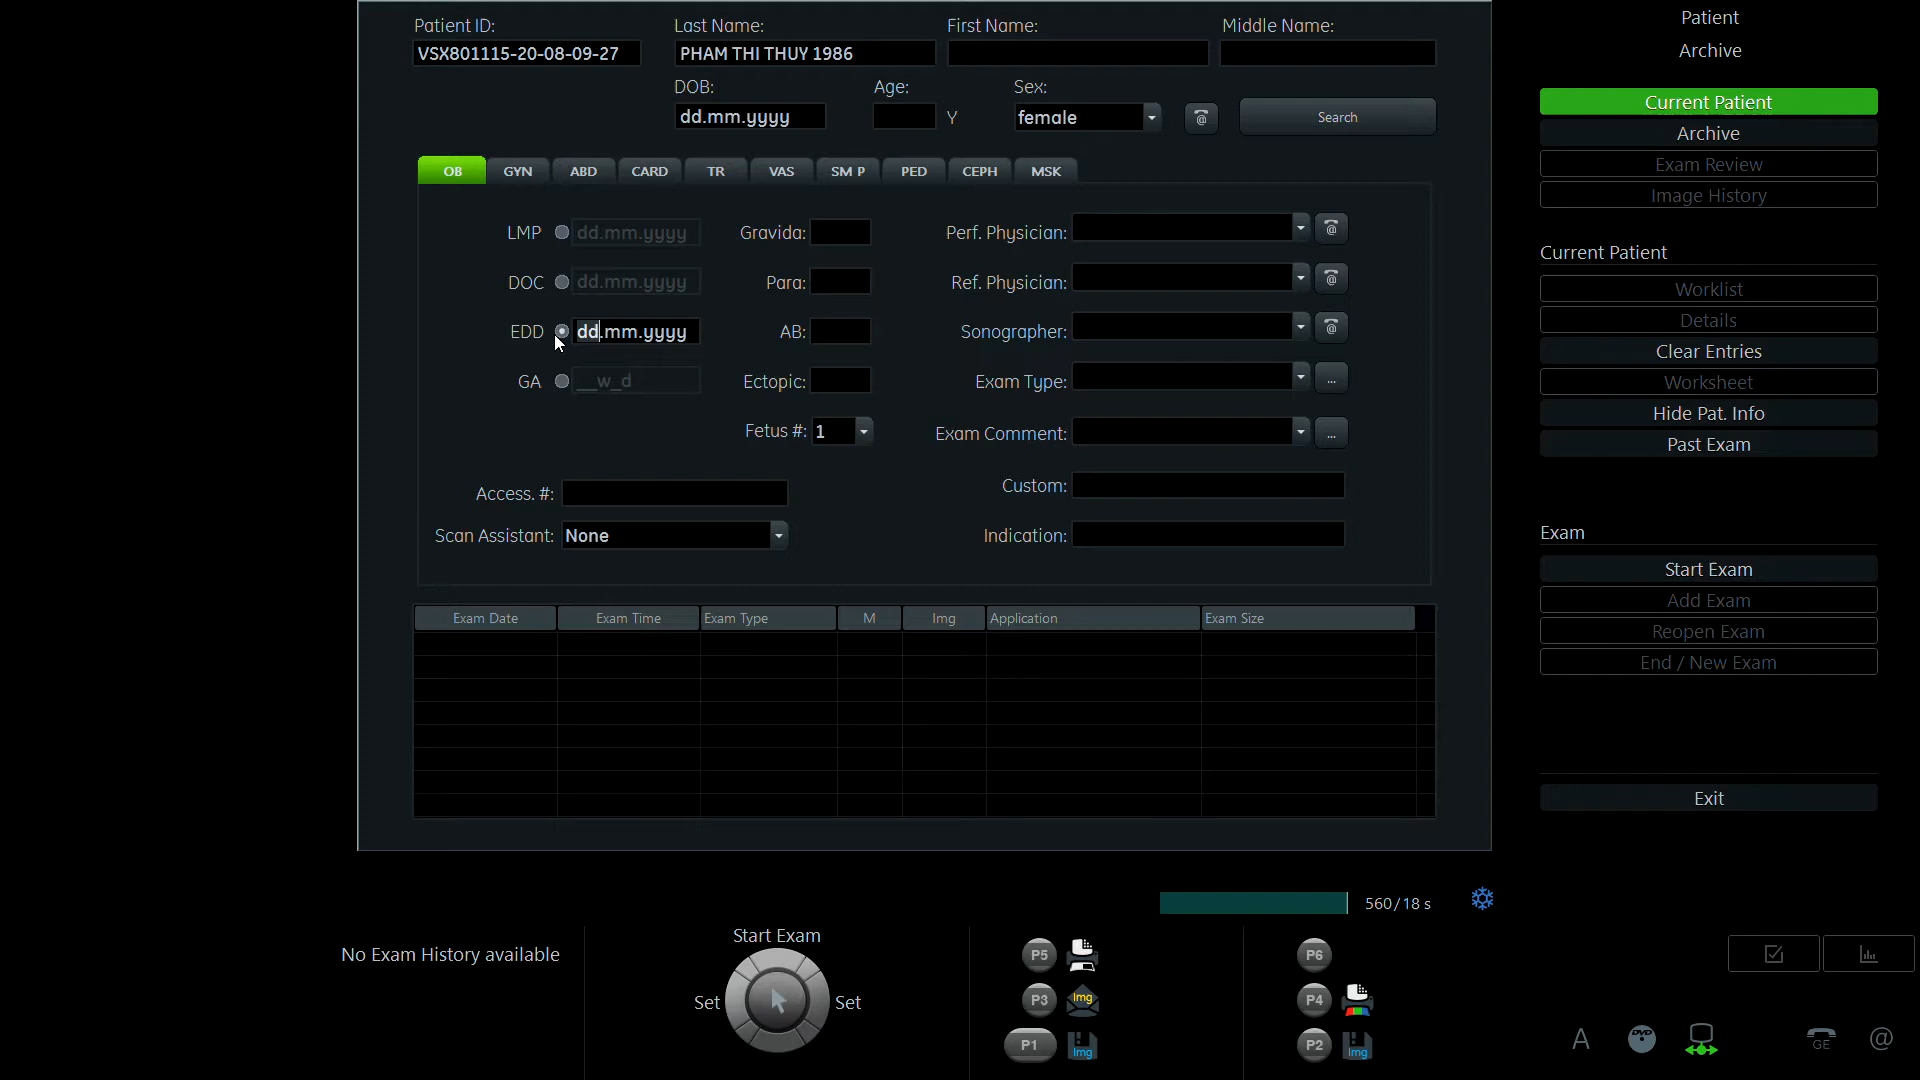 Patient ID: Last Name: First Name: Middle Name:
VSX801115-20-08-09-27 PHAM THI THUY 1986
DOB: Age: Sex:
dd.mm.yyyy Y female @ Search
OB GYN ABD CARD TR VAS SM P PED CEPH MSK
LMP dd.mm.yyyy Gravida: Perf. Physician: @
DOC dd.mm.yyyy Para: Ref. Physician: @
EDD dd.mm.yyyy AB: Sonographer: @
GA __w_d Ectopic: Exam Type: ...
Fetus #: 1 Exam Comment: ...
Access. #: Custom:
Scan Assistant: None Indication:
Exam Date Exam Time Exam Type M Img Application Exam Size
Patient
Archive
Current Patient
Archive
Exam Review
Image History
Current Patient
Worklist
Details
Clear Entries
Worksheet
Hide Pat. Info
Past Exam
Exam
Start Exam
Add Exam
Reopen Exam
End / New Exam
Exit
560/18 s
No Exam History available
Start Exam
Set Set
P5 P6
P3 Img P4
P1 Img P2 Img
A DVD GE @